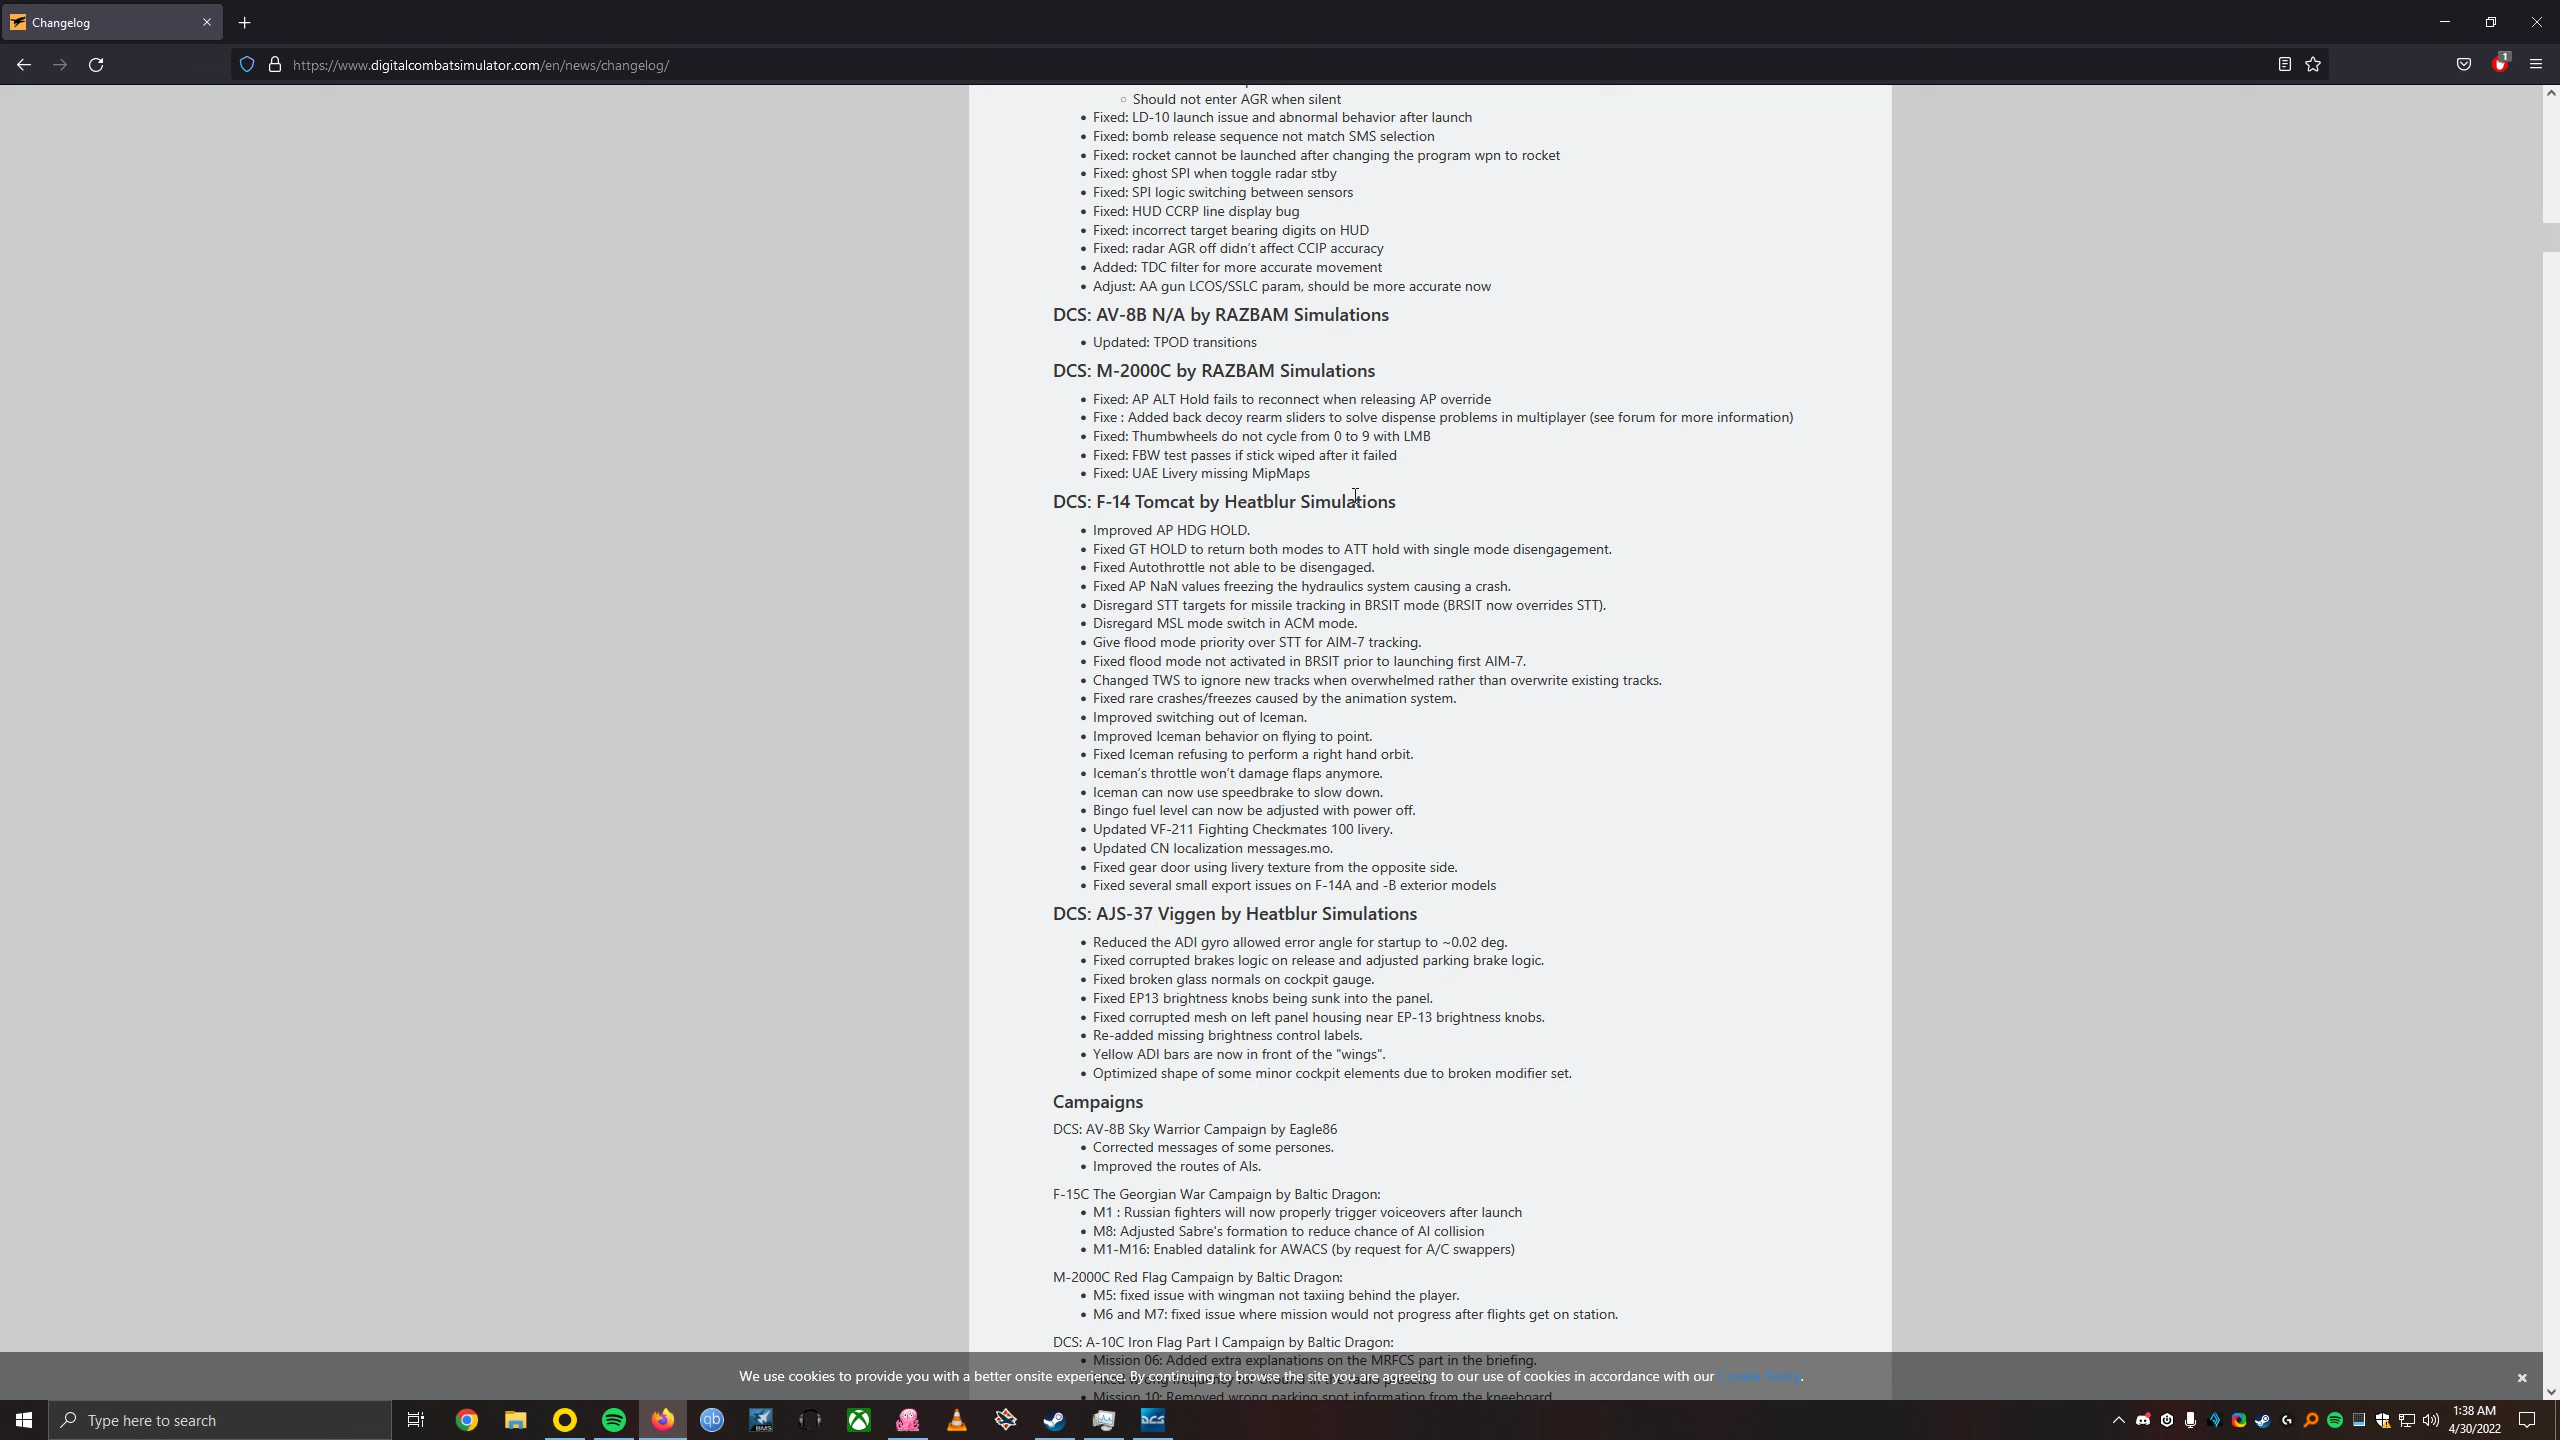 Changelog
https://www.digitalcombatsimulator.com/en/news/changelog/
1
Should not enter AGR when silent
Fixed: LD-10 launch issue and abnormal behavior after launch
Fixed: bomb release sequence not match SMS selection
Fixed: rocket cannot be launched after changing the program wpn to rocket
Fixed: ghost SPI when toggle radar stby
Fixed: SPI logic switching between sensors
Fixed: HUD CCRP line display bug
Fixed: incorrect target bearing digits on HUD
Fixed: radar AGR off didn't affect CCIP accuracy
Added: TDC filter for more accurate movement
Adjust: AA gun LCOS/SSLC param, should be more accurate now
DCS: AV-8B N/A by RAZBAM Simulations
Updated: TPOD transitions
DCS: M-2000C by RAZBAM Simulations
Fixed: AP ALT Hold fails to reconnect when releasing AP override
Fixe : Added back decoy rearm sliders to solve dispense problems in multiplayer (see forum for more information)
Fixed: Thumbwheels do not cycle from 0 to 9 with LMB
Fixed: FBW test passes if stick wiped after it failed
Fixed: UAE Livery missing MipMaps
DCS: F-14 Tomcat by Heatblur Simulations
Improved AP HDG HOLD.
Fixed GT HOLD to return both modes to ATT hold with single mode disengagement.
Fixed Autothrottle not able to be disengaged.
Fixed AP NaN values freezing the hydraulics system causing a crash.
Disregard STT targets for missile tracking in BRSIT mode (BRSIT now overrides STT).
Disregard MSL mode switch in ACM mode.
Give flood mode priority over STT for AIM-7 tracking.
Fixed flood mode not activated in BRSIT prior to launching first AIM-7.
Changed TWS to ignore new tracks when overwhelmed rather than overwrite existing tracks.
Fixed rare crashes/freezes caused by the animation system.
Improved switching out of Iceman.
Improved Iceman behavior on flying to point.
Fixed Iceman refusing to perform a right hand orbit.
Iceman's throttle won't damage flaps anymore.
Iceman can now use speedbrake to slow down.
Bingo fuel level can now be adjusted with power off.
Updated VF-211 Fighting Checkmates 100 livery.
Updated CN localization messages.mo.
Fixed gear door using livery texture from the opposite side.
Fixed several small export issues on F-14A and -B exterior models
DCS: AJS-37 Viggen by Heatblur Simulations
Reduced the ADI gyro allowed error angle for startup to ~0.02 deg.
Fixed corrupted brakes logic on release and adjusted parking brake logic.
Fixed broken glass normals on cockpit gauge.
Fixed EP13 brightness knobs being sunk into the panel.
Fixed corrupted mesh on left panel housing near EP-13 brightness knobs.
Re-added missing brightness control labels.
Yellow ADI bars are now in front of the "wings".
Optimized shape of some minor cockpit elements due to broken modifier set.
Campaigns
DCS: AV-8B Sky Warrior Campaign by Eagle86
Corrected messages of some persones.
Improved the routes of AIs.
F-15C The Georgian War Campaign by Baltic Dragon:
M1 : Russian fighters will now properly trigger voiceovers after launch
M8: Adjusted Sabre's formation to reduce chance of AI collision
M1-M16: Enabled datalink for AWACS (by request for A/C swappers)
M-2000C Red Flag Campaign by Baltic Dragon:
M5: fixed issue with wingman not taxiing behind the player.
M6 and M7: fixed issue where mission would not progress after flights get on station.
DCS: A-10C Iron Flag Part I Campaign by Baltic Dragon:
Mission 06: Added extra explanations on the MRFCS part in the briefing.
We use cookies to provide you with a better onsite experience. By continuing to browse the site you are agreeing to our use of cookies in accordance with our Cookie Policy.
Fixed wrong frequency for Ground in the radio presets.
Mission 10: Removed wrong parking spot information from the kneeboard
Type here to search
qb
BMS
DCS
1:38 AM
4/30/2022